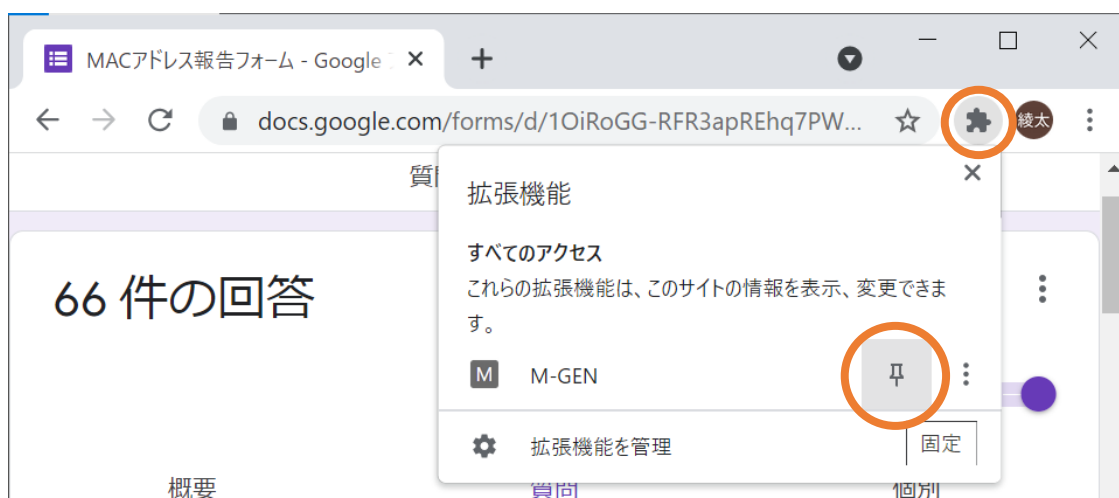 MACアドレス報告フォーム - Google
docs.google.com/forms/d/1OiRoGG-RFR3apREhq7PW...
綾太
質
拡張機能
すべてのアクセス
これらの拡張機能は、このサイトの情報を表示、変更できま
す。
66 件の回答
M
M-GEN
拡張機能を管理
固定
概要
質問
個別